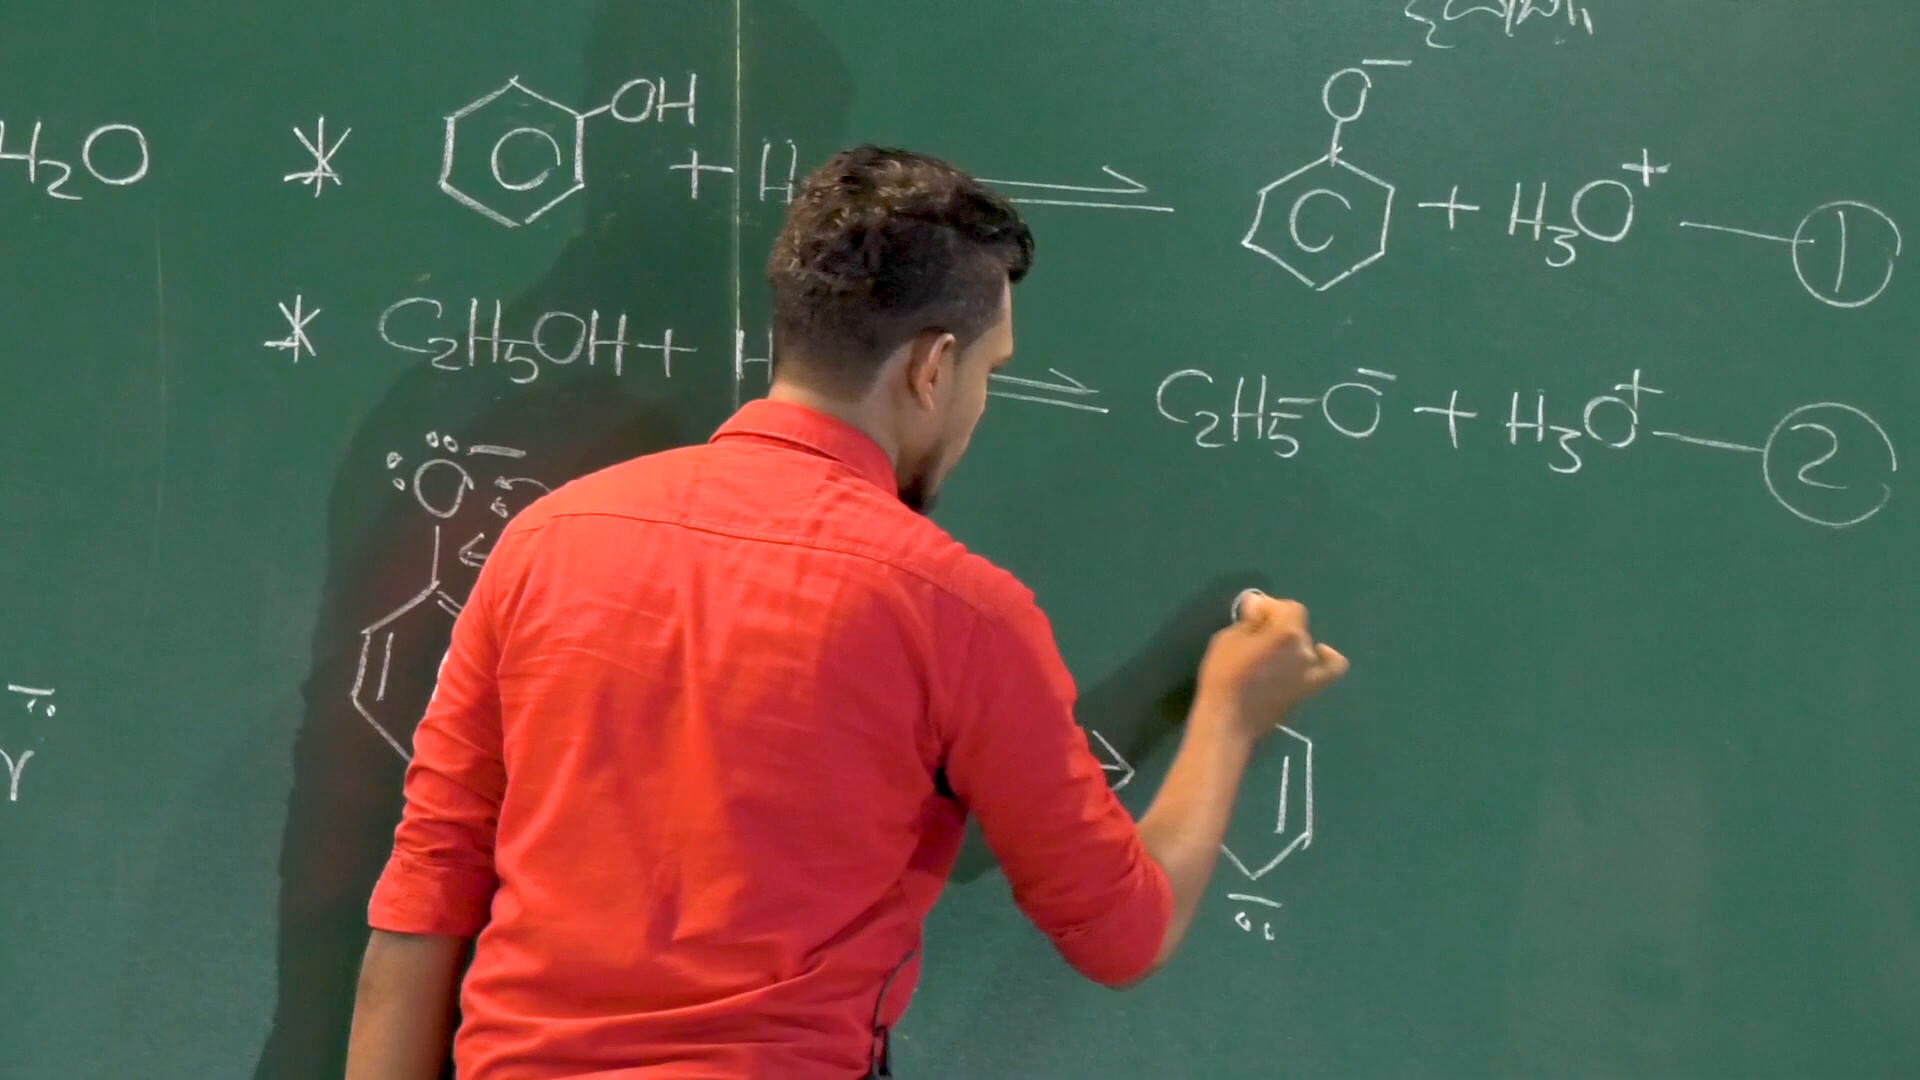 H₂O * OH + H ⇌ O⁻ + H₃O⁺ — 1
* C₂H₅OH + H ⇌ C₂H₅-O⁻ + H₃O⁺ — 2
O⁻